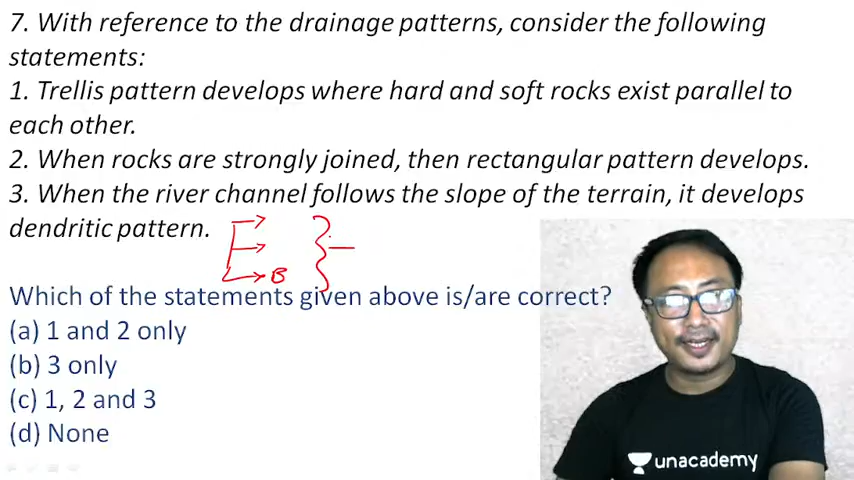 7. With reference to the drainage patterns, consider the following
statements:
1. Trellis pattern develops where hard and soft rocks exist parallel to
each other.
2. When rocks are strongly joined, then rectangular pattern develops.
3. When the river channel follows the slope of the terrain, it develops
dendritic pattern.
B
Which of the statements given above is/are correct?
(a) 1 and 2 only
(b) 3 only
(c) 1, 2 and 3
(d) None
unacademy